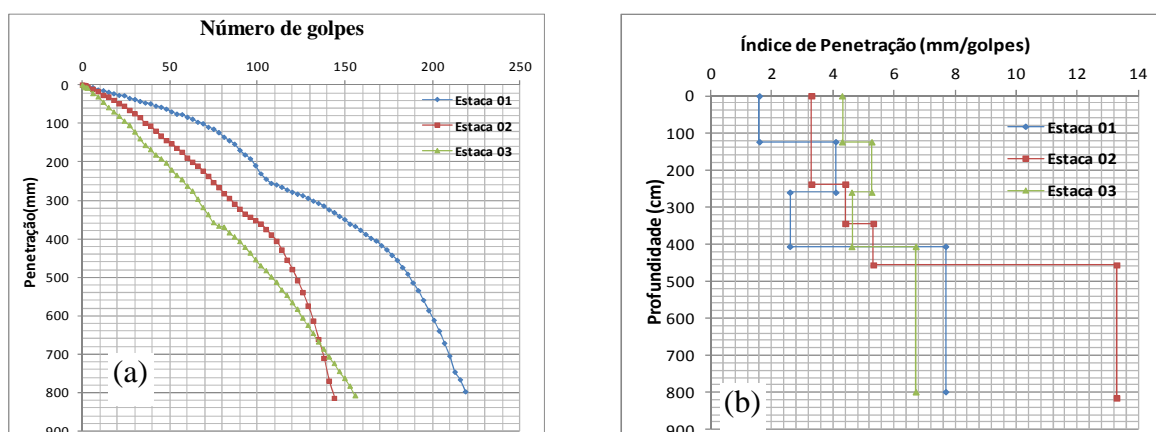 Número de golpes
0 50 100 150 200 250
0
100
200
300
400
500
600
700
800
900
Penetração(mm)
Estaca 01
Estaca 02
Estaca 03
(a)
Índice de Penetração (mm/golpes)
0 2 4 6 8 10 12 14
0
100
200
300
400
500
600
700
800
900
Profundidade (cm)
Estaca 01
Estaca 02
Estaca 03
(b)